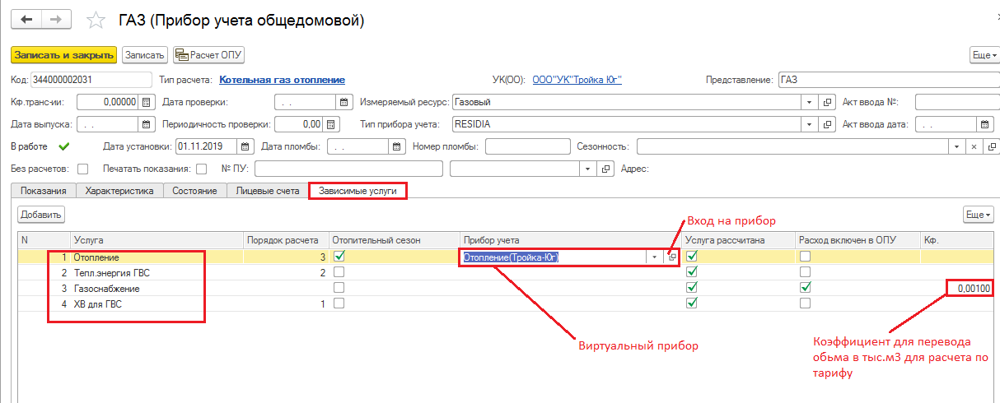 ГАЗ (Прибор учета общедомовой)
Записать и закрыть Записать Расчет ОПУ Еще
Код: 344000002031 Тип расчета: Котельная газ отопление УК(ОО): ООО"УК"Тройка Юг" Представление: ГАЗ
Кф.транс-ии: 0,00000 Дата проверки: . . Измеряемый ресурс: Газовый Акт ввода №:
Дата выпуска: . . Периодичность проверки: 0,00 Тип прибора учета: RESIDIA Акт ввода дата: . .
В работе Дата установки: 01.11.2019 Дата пломбы: . . Номер пломбы: Сезонность:
Без расчетов: Печатать показания: № ПУ: Адрес:
Показания Характеристика Состояние Лицевые счета Зависимые услуги
Добавить Еще
Вход на прибор
N Услуга Порядок расчета Отопительный сезон Прибор учета Услуга рассчитана Расход включен в ОПУ Кф.
1 Отопление 3 Отопление(Тройка-Юг)
2 Тепл.энергия ГВС 2
3 Газоснабжение 0,00100
4 ХВ для ГВС 1
Виртуальный прибор
Коэффициент для перевода
обьма в тыс.м3 для расчета по
тарифу